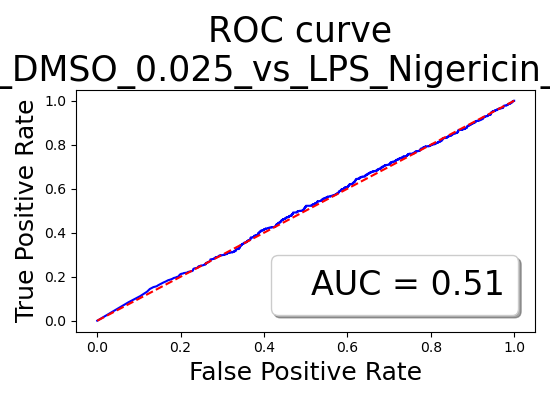 ROC curve
_DMSO_0.025_vs_LPS_Nigericin_
True Positive Rate
1.0
0.8
0.6
0.4
0.2
0.0
AUC = 0.51
0.0 0.2 0.4 0.6 0.8 1.0
False Positive Rate